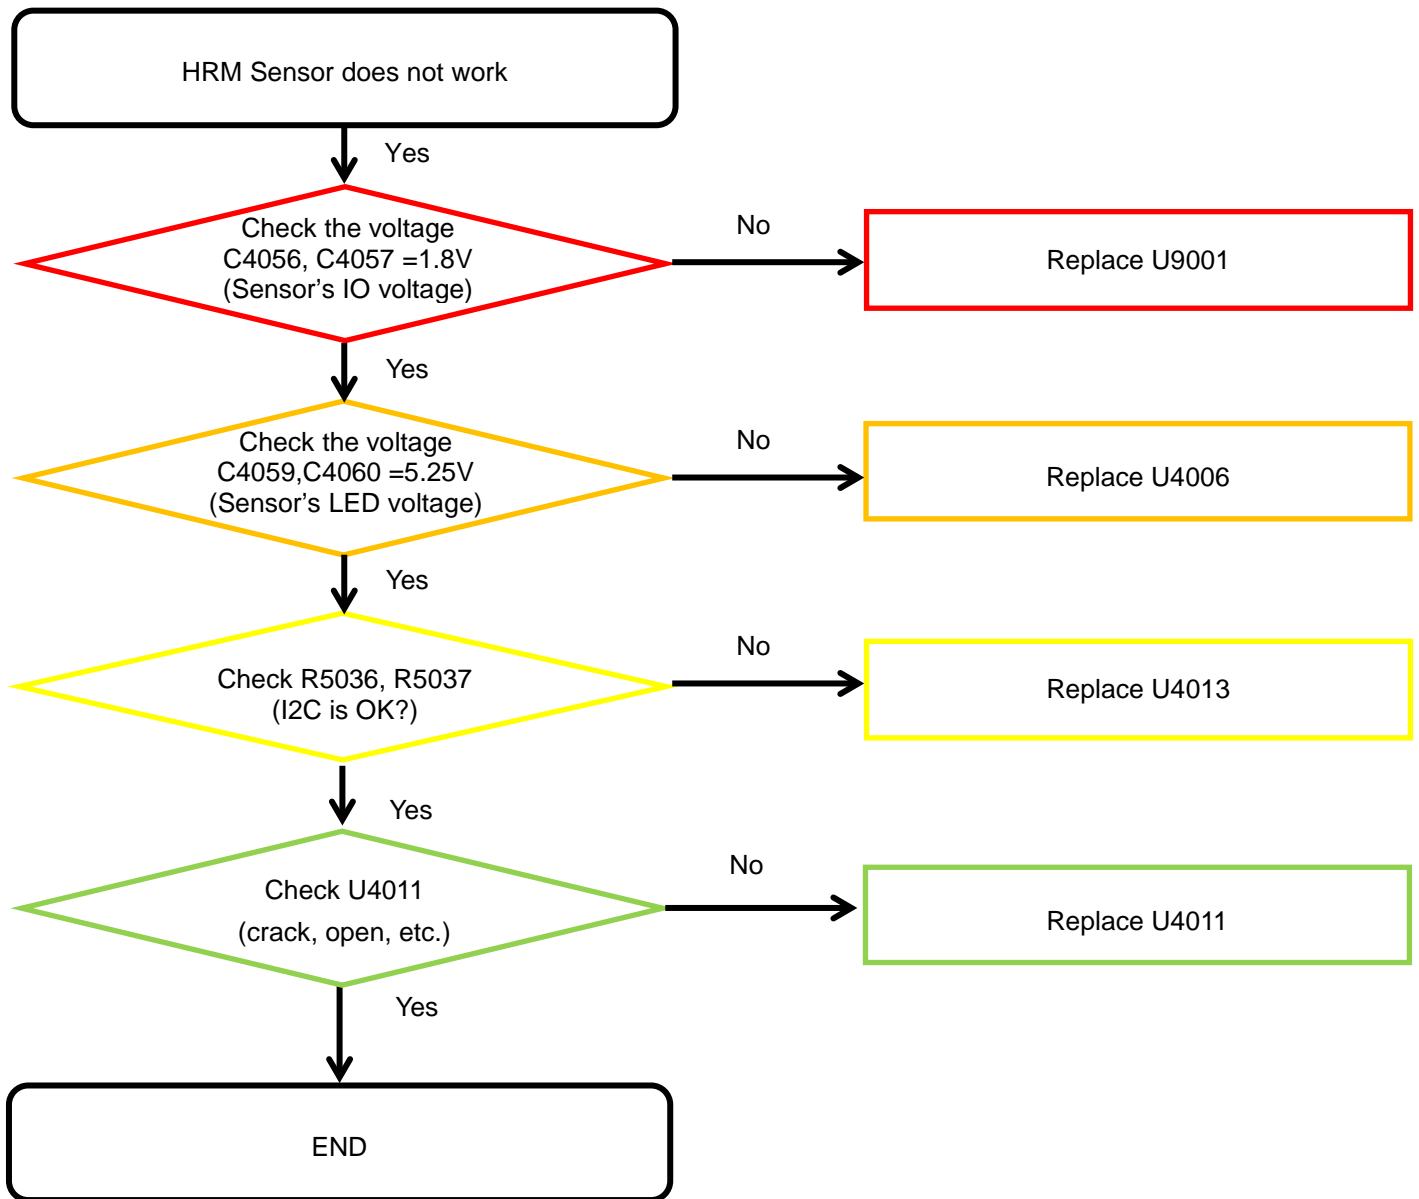 HRM Sensor does not work
Yes
Check the voltage
C4056, C4057 =1.8V
(Sensor's IO voltage)
No
Replace U9001
Yes
Check the voltage
C4059,C4060 =5.25V
(Sensor's LED voltage)
No
Replace U4006
Yes
Check R5036, R5037
(I2C is OK?)
No
Replace U4013
Yes
Check U4011
(crack, open, etc.)
No
Replace U4011
Yes
END